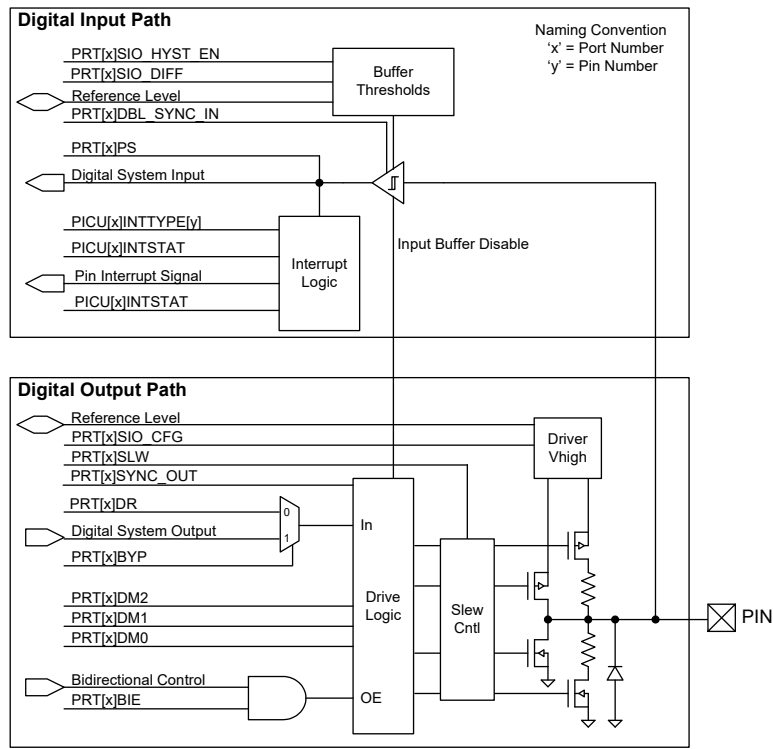 Digital Input Path
Naming Convention
'x' = Port Number
'y' = Pin Number
PRT[x]SIO_HYST_EN
PRT[x]SIO_DIFF
Reference Level
PRT[x]DBL_SYNC_IN
Buffer
Thresholds
PRT[x]PS
Digital System Input
PICU[x]INTTYPE[y]
PICU[x]INTSTAT
Pin Interrupt Signal
PICU[x]INTSTAT
Interrupt
Logic
Input Buffer Disable
Digital Output Path
Reference Level
PRT[x]SIO_CFG
PRT[x]SLW
PRT[x]SYNC_OUT
Driver
Vhigh
PRT[x]DR
Digital System Output
PRT[x]BYP
0
1
In
PRT[x]DM2
PRT[x]DM1
PRT[x]DM0
Drive
Logic
Slew
Cntl
PIN
Bidirectional Control
PRT[x]BIE
OE